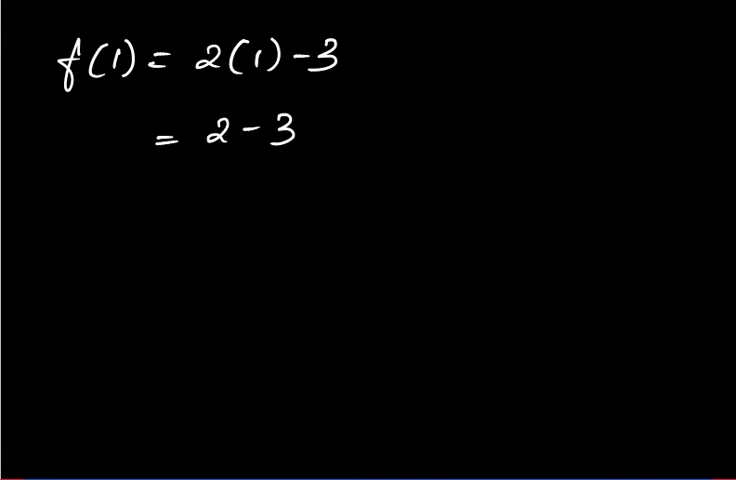 f(1) = 2(1) - 3
= 2 - 3